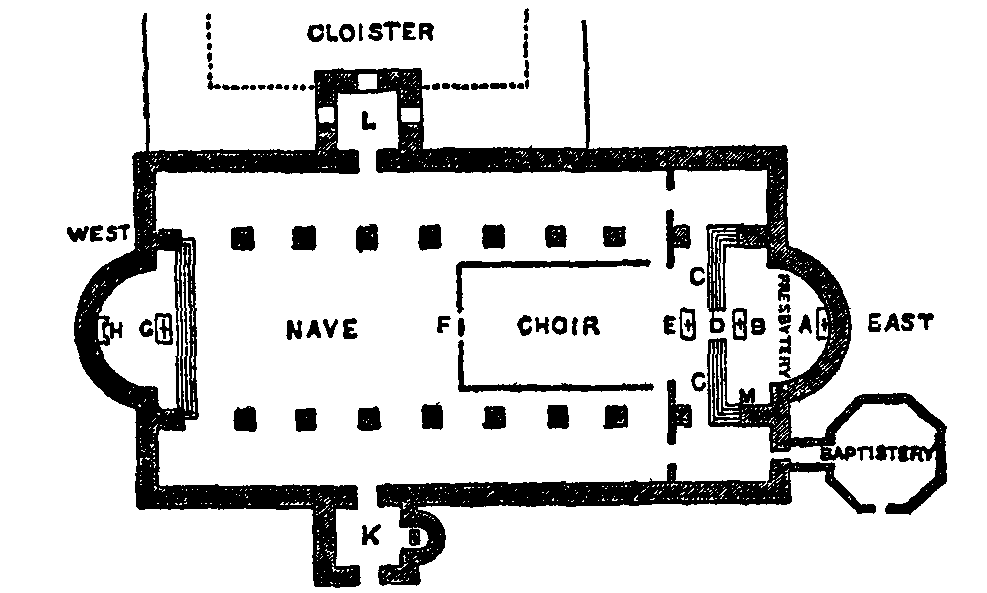 CLOISTER
L
WEST
C
H G NAVE F CHOIR E D B PRESBYTERY A EAST
C
M
BAPTISTERY
K